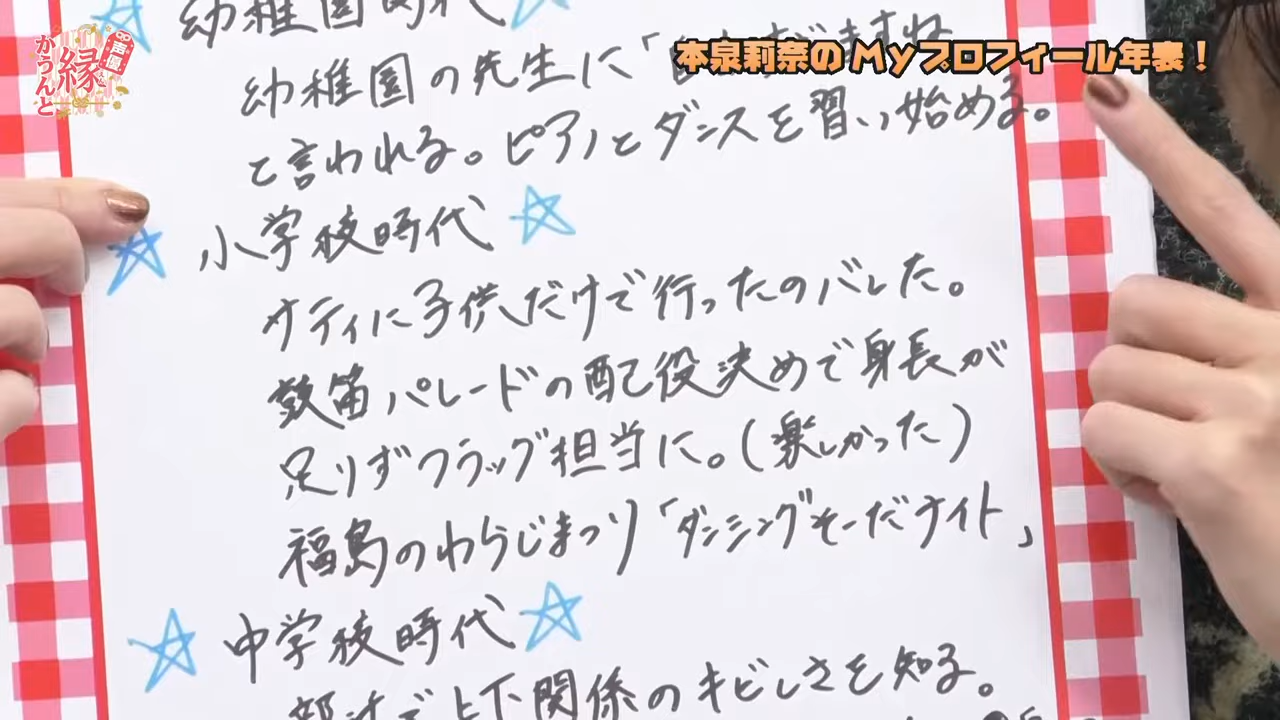 声優
縁
かうんと
本泉莉奈のMyプロフィール年表！
幼稚園時代
幼稚園の先生に「
と言われる。ピアノとダンスを習い始める。
小学校時代
サティに子供だけで行ったのバレた。
鼓笛パレードの配役決めで身長が
足りずフラッグ担当に。(楽しかった)
福島のわらじまつり「ダンシングそーだナイト」
中学校時代
部活で上下関係のキビしさを知る。